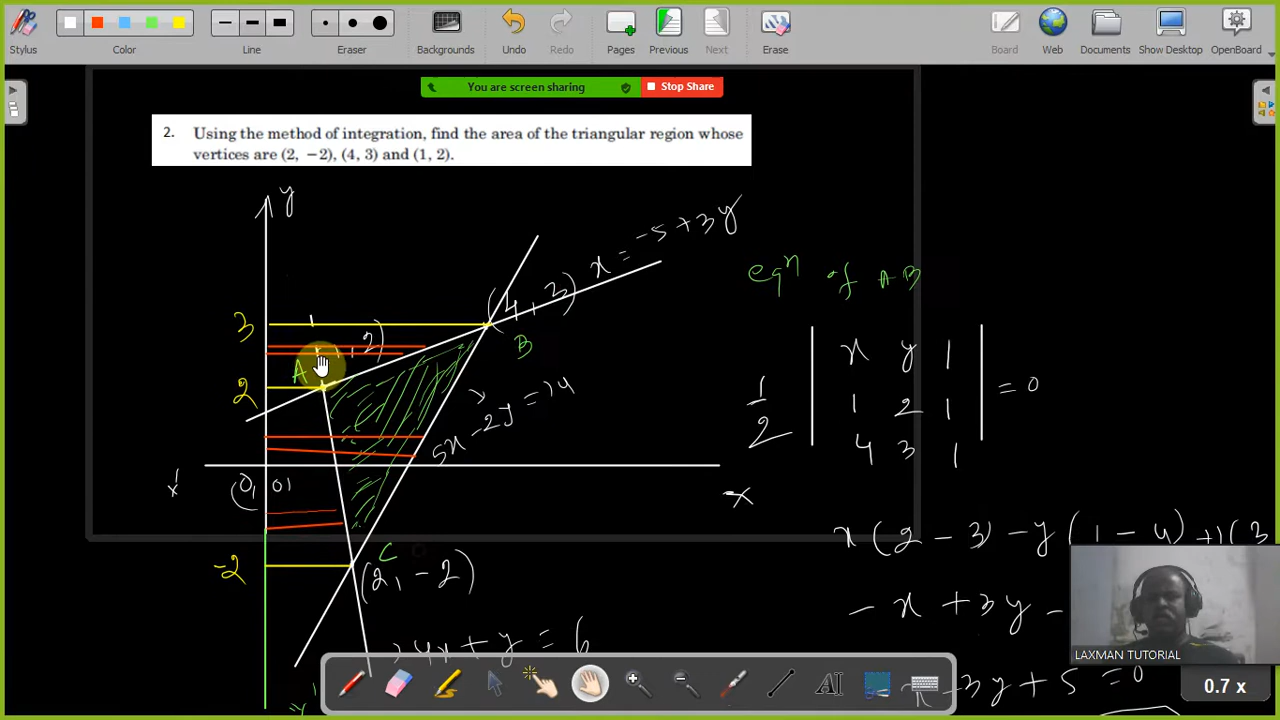 Stylus Color Line Eraser Backgrounds Undo Redo Pages Previous Next Erase Board Web Documents Show Desktop OpenBoard
You are screen sharing Stop Share
2. Using the method of integration, find the area of the triangular region whose
vertices are (2, −2), (4, 3) and (1, 2).
y
x = -5 + 3y
eqn of AB
(4, 3)
3
B
A (1, 2)
2
x y 1
1/2 1 2 1 = 0
4 3 1
5x - 2y = 14
x' (0, 0) x
x(2 - 3) - y(1 - 4) + 1(3
C
-2 (2, -2)
- x + 3y -
4x + y = 6
LAXMAN TUTORIAL
x - 3y + 5 = 0
0.7 x